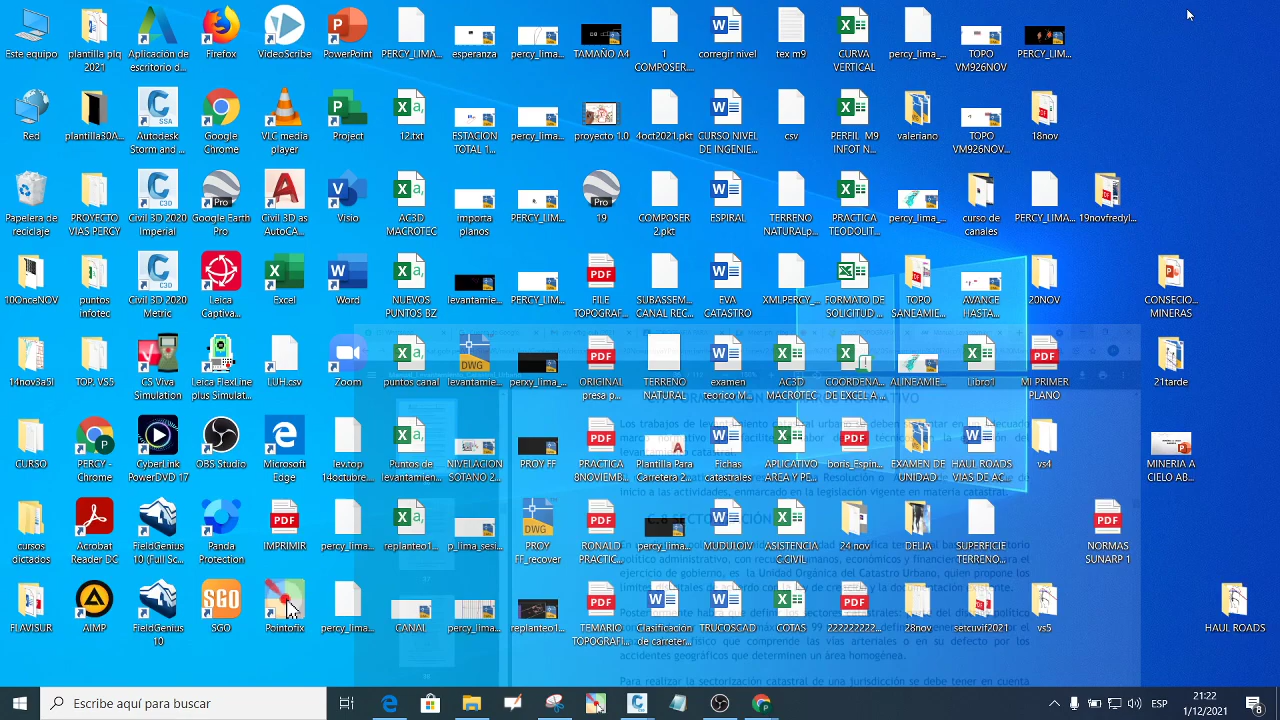 Este equipo
plantilla plq
2021
Aplicación de
escritorio d...
Firefox
VideoScribe
PowerPoint
PERCY_LIMA...
esperanza
percy_lima...
TAMAÑO A4
1
COMPOSER...
corregir nivel
tex m9
CURVA
VERTICAL
percy_lima_...
TOPO
VM926NOV
PERCY_LIM...
Red
plantilla30A...
Autodesk
Storm and ...
Google
Chrome
VLC media
player
Project
12.txt
ESTACION
TOTAL 1...
percy_lima...
proyecto 1.0
4oct2021.pkt
CURSO NIVEL
DE INGENIE...
csv
PERFIL M9
INFOT N...
valeriano
TOPO
VM926NOV...
18nov
Papelera de
reciclaje
PROYECTO
VIAS PERCY
Civil 3D 2020
Imperial
Google Earth
Pro
Civil 3D as
AutoCA...
Visio
AC3D
MACROTEC
importa
planos
PERCY_LIM...
19
COMPOSER
2.pkt
ESPIRAL
TERRENO
NATURALp...
PRACTICA
TEODOLIT...
percy_lima_...
curso de
canales
PERCY_LIMA...
19novfredyl...
10OnceNOV
puntos
infotec
Civil 3D 2020
Metric
Leica
Captiva...
Excel
Word
NUEVOS
PUNTOS BZ
levantamie...
PERCY_LIM...
FILE
TOPOGRAF...
SUBASSEM...
CANAL REC...
EVA
CATASTRO
XMLPERCY_...
FORMATO DE
SOLICITUD ...
TOPO
SANEAMIE...
AVANCE
HASTA...
20NOV
CONSECIO...
MINERAS
14nov3a5l
TOP. VS5
CS Viva
Simulation
Leica FlexLine
plus Simulat...
LUH.csv
Zoom
puntos canal
levantamie...
percy_lima_...
ORIGINAL
presa p...
TERRENO
NATURAL
examen
teorico M...
AC3D
MACROTEC
COORDENA...
DE EXCEL A ...
ALINEAMIE...
Libro1
MI PRIMER
PLANO
2:1tarde
CURSO
PERCY -
Chrome
CyberLink
PowerDVD 17
OBS Studio
Microsoft
Edge
lev.top
14octubre...
Puntos de
levantamien...
NIVELACION
SOTANO 2...
PROY FF
PRACTICA
8NOVIEMB...
Plantilla Para
Carretera 2...
Fichas
catastrales
APLICATIVO
AREA Y PE...
boris_Espin...
EXAMEN DE
UNIDAD
HAUL ROADS
VIAS DE AC...
vs4
MINERIA A
CIELO AB...
cursos
svctacad
Acrobat
Reader DC
FieldGenius
10 (Runtime)
Panda
Protection
IMPRIMIR
percy_lima...
replanteo1...
p_lima_sesi...
PROY
FF_recover
RONALD
PRACTIC...
percy_lima...
MUDULOIV
ASISTENCIA
C.CIVIL
24nov
DELIA
SUPERFICIE
TERRENO...
NORMAS
SUNARP 1
FLAVISUR
AIMP
FieldGenius
10
SGO
Pointofix
percy_lima...
CANAL
percy_lima...
replanteo1...
TEMARIO
TOPOGRAFI...
Clasificación
de carreter...
TRUCOSCAD
COTAS
222222222...
28nov
setcuvif2021
vs5
HAUL ROADS
Escribe aquí para buscar
ESP
21:22
1/12/2021